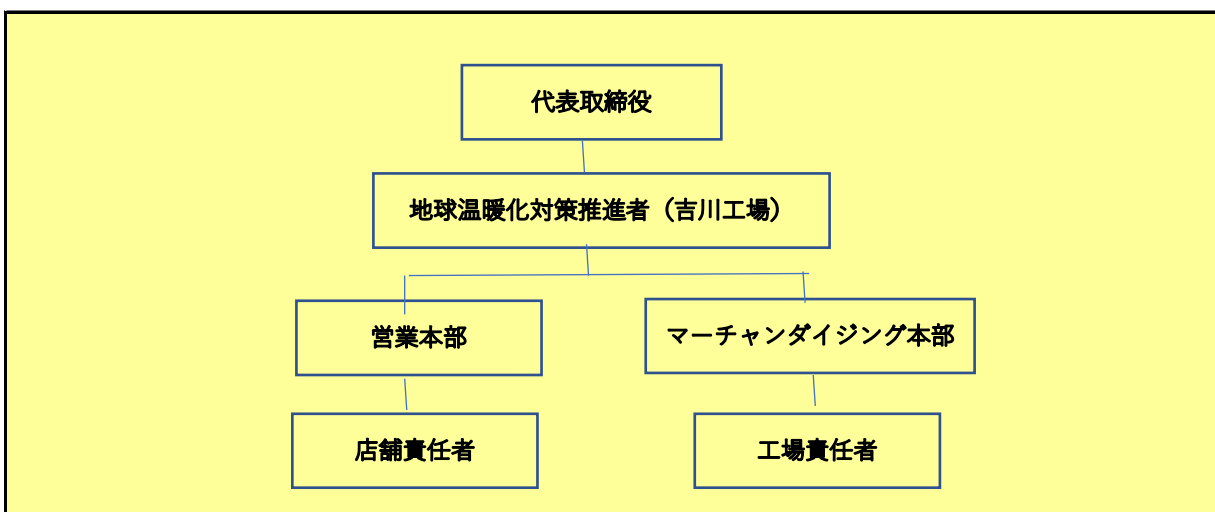 代表取締役
地球温暖化対策推進者（吉川工場）
営業本部
マーチャンダイジング本部
店舗責任者
工場責任者